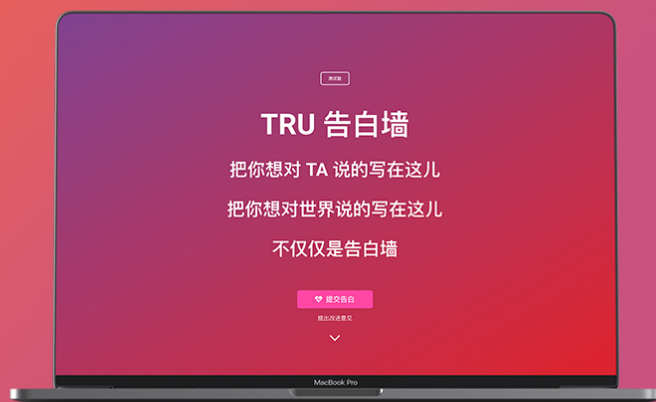 测试版
TRU 告白墙
把你想对 TA 说的写在这儿
把你想对世界说的写在这儿
不仅仅是告白墙
提交告白
提出改进意见
MacBook Pro